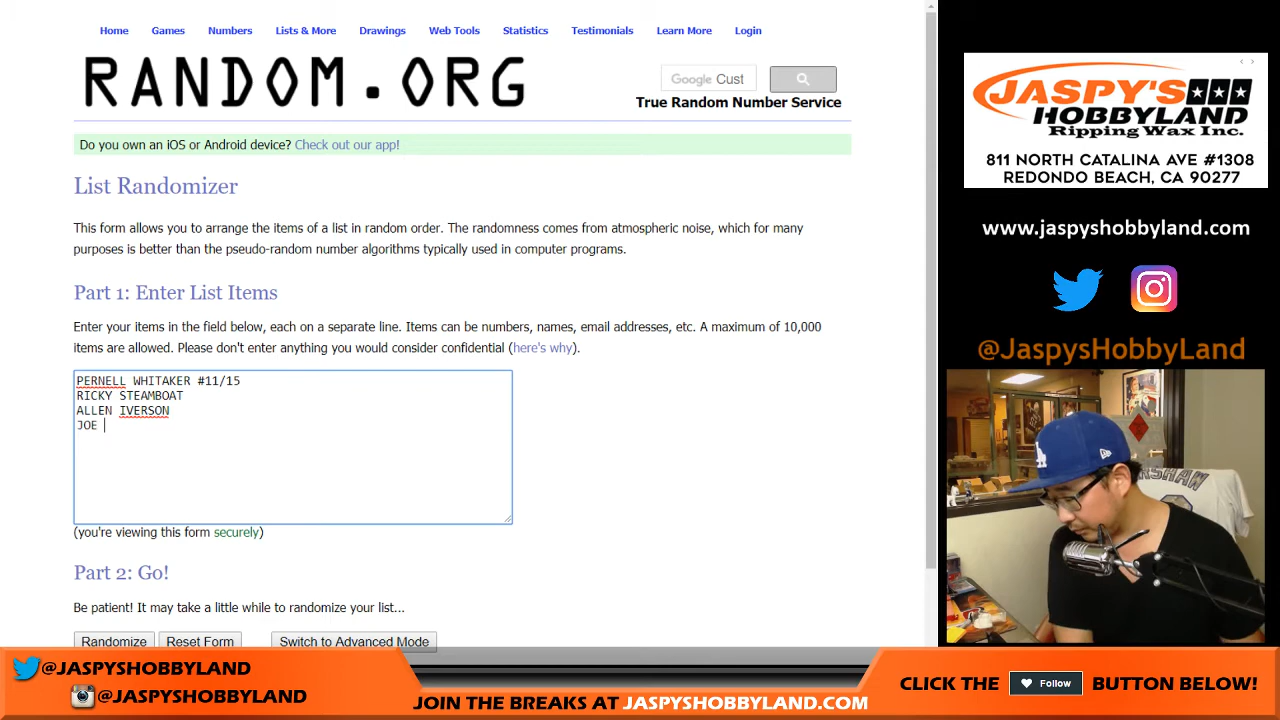 Home Games Numbers Lists & More Drawings Web Tools Statistics Testimonials Learn More Login
RANDOM.ORG
Google Cust
True Random Number Service
Do you own an iOS or Android device? Check out our app!
List Randomizer
This form allows you to arrange the items of a list in random order. The randomness comes from atmospheric noise, which for many
purposes is better than the pseudo-random number algorithms typically used in computer programs.
Part 1: Enter List Items
Enter your items in the field below, each on a separate line. Items can be numbers, names, email addresses, etc. A maximum of 10,000
items are allowed. Please don't enter anything you would consider confidential (here's why).
PERNELL WHITAKER #11/15
RICKY STEAMBOAT
ALLEN IVERSON
JOE
(you're viewing this form securely)
Part 2: Go!
Be patient! It may take a little while to randomize your list...
Randomize Reset Form Switch to Advanced Mode
JASPY'S
HOBBYLAND
Ripping Wax Inc.
811 NORTH CATALINA AVE #1308
REDONDO BEACH, CA 90277
www.jaspyshobbyland.com
@JaspysHobbyLand
LA
KERSHAW
@JASPYSHOBBYLAND
@JASPYSHOBBYLAND
JOIN THE BREAKS AT JASPYSHOBBYLAND.COM
CLICK THE Follow BUTTON BELOW!